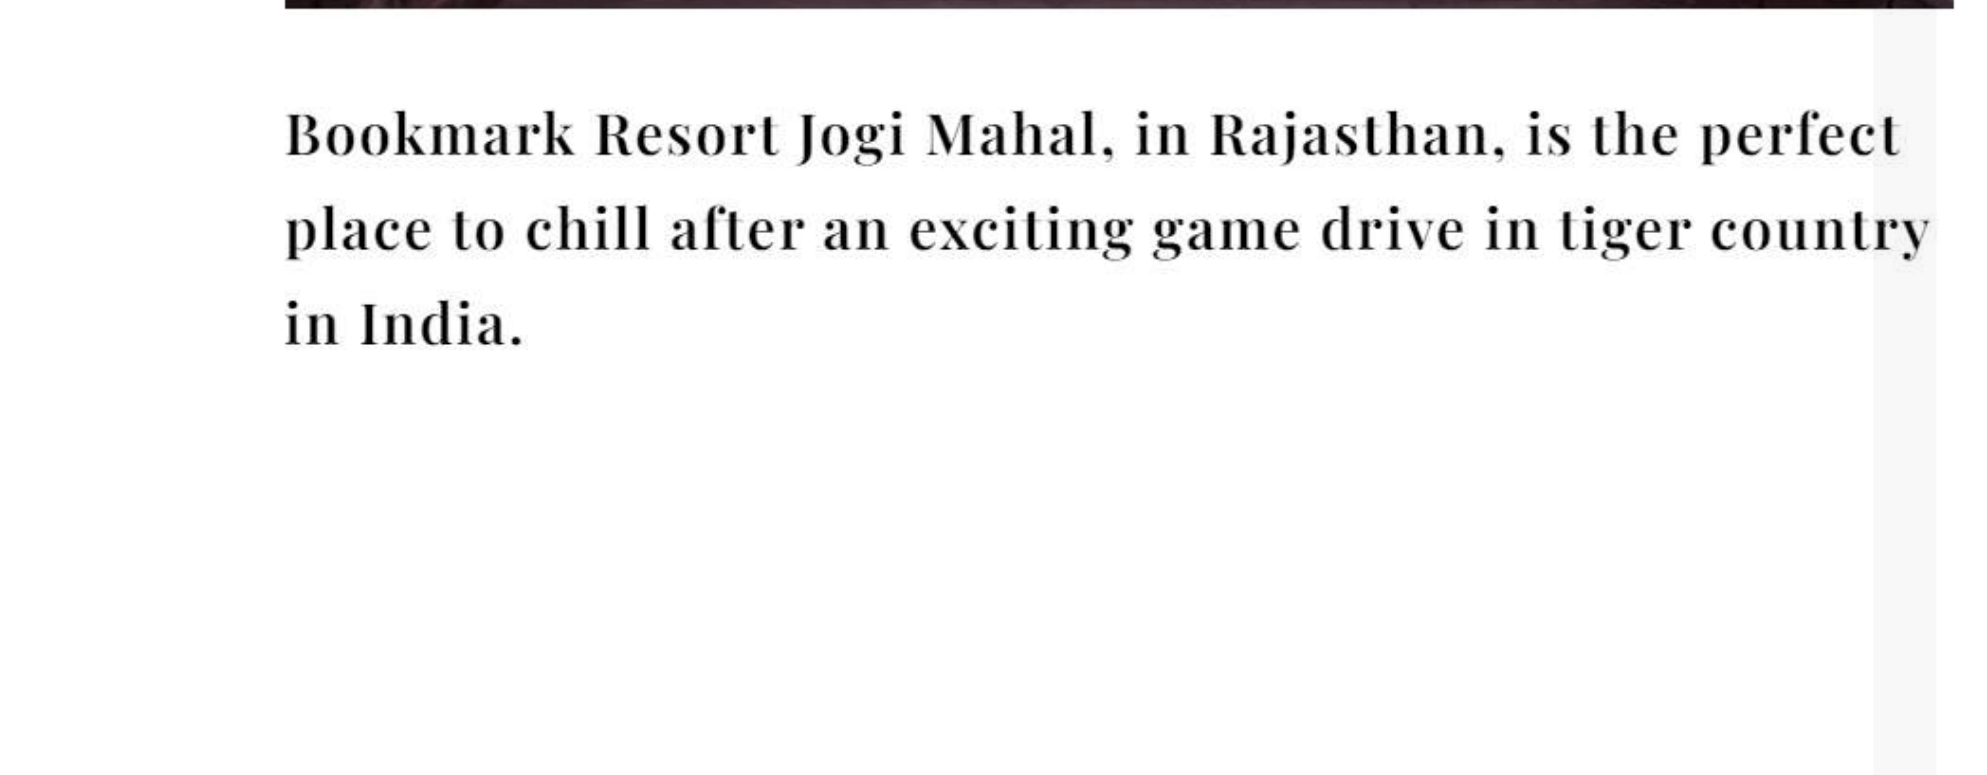 Bookmark Resort Jogi Mahal, in Rajasthan, is the perfect
place to chill after an exciting game drive in tiger country
in India.